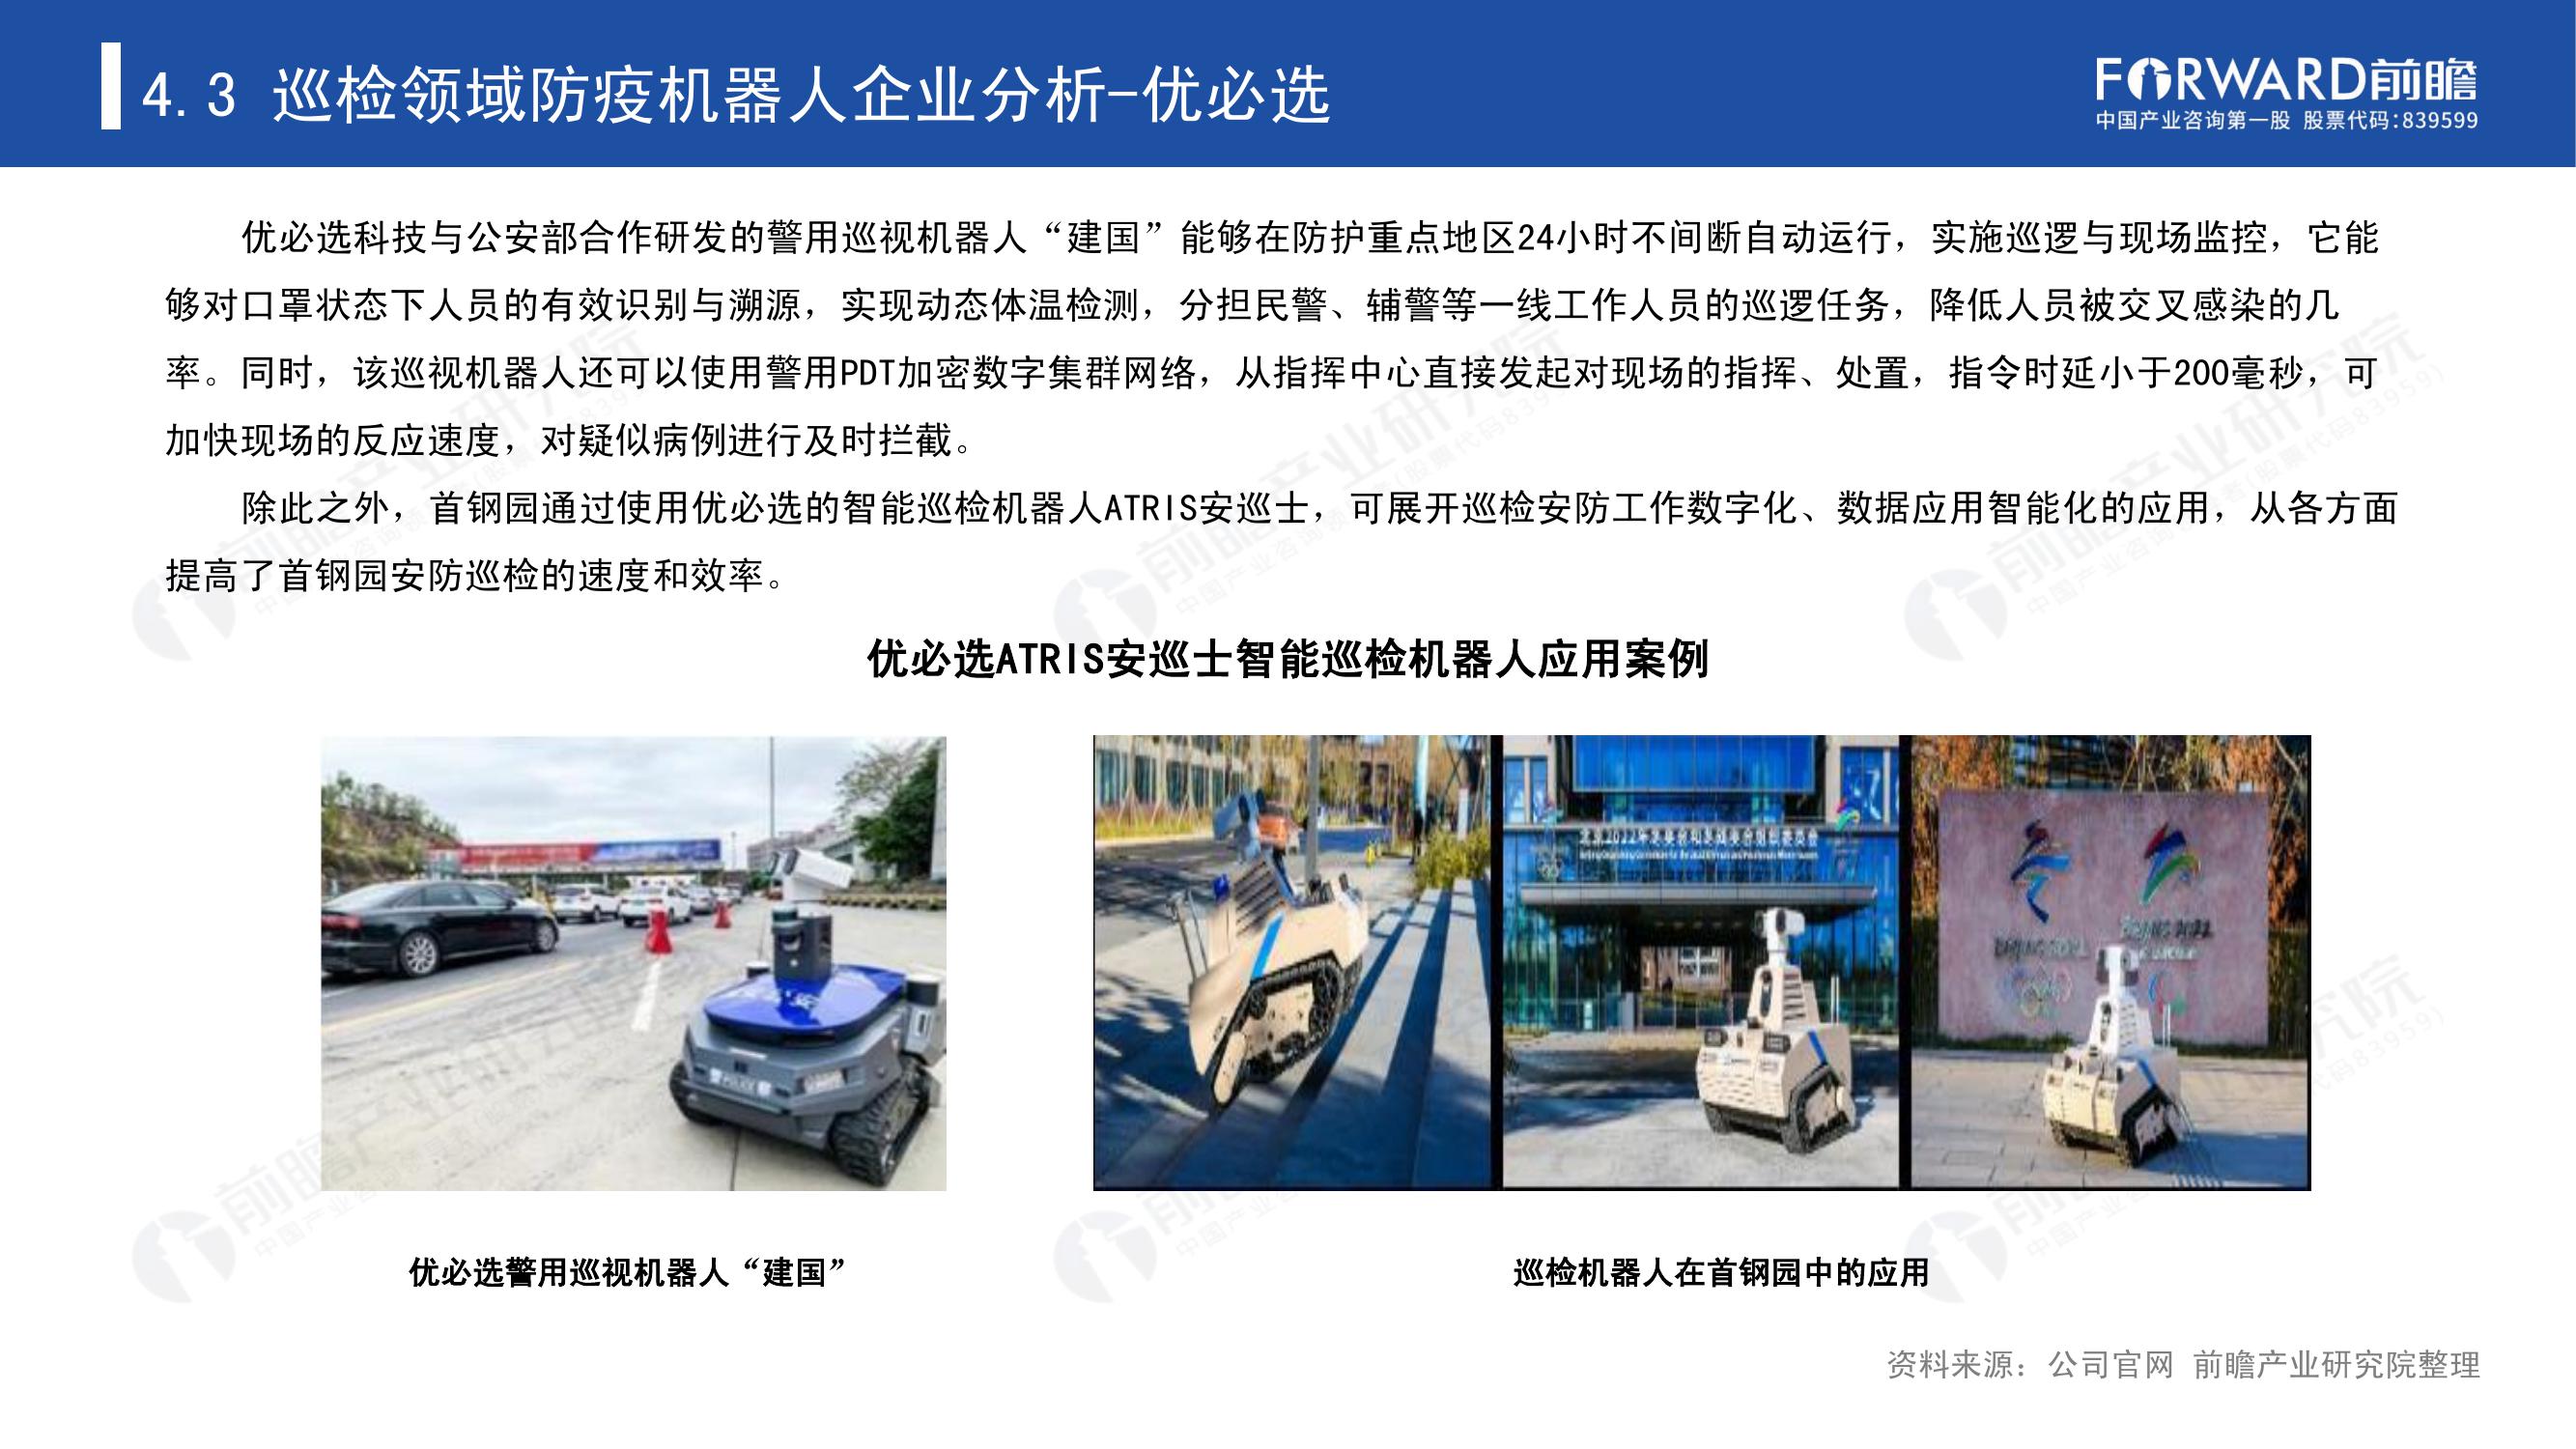 4.3 巡检领域防疫机器人企业分析-优必选
FORWARD前瞻
中国产业咨询第一股 股票代码:839599
优必选科技与公安部合作研发的警用巡视机器人“建国”能够在防护重点地区24小时不间断自动运行，实施巡逻与现场监控，它能
够对口罩状态下人员的有效识别与溯源，实现动态体温检测，分担民警、辅警等一线工作人员的巡逻任务，降低人员被交叉感染的几
率。同时，该巡视机器人还可以使用警用PDT加密数字集群网络，从指挥中心直接发起对现场的指挥、处置，指令时延小于200毫秒，可
加快现场的反应速度，对疑似病例进行及时拦截。
除此之外，首钢园通过使用优必选的智能巡检机器人ATRIS安巡士，可展开巡检安防工作数字化、数据应用智能化的应用，从各方面
提高了首钢园安防巡检的速度和效率。
优必选ATRIS安巡士智能巡检机器人应用案例
优必选警用巡视机器人“建国”
巡检机器人在首钢园中的应用
资料来源：公司官网 前瞻产业研究院整理